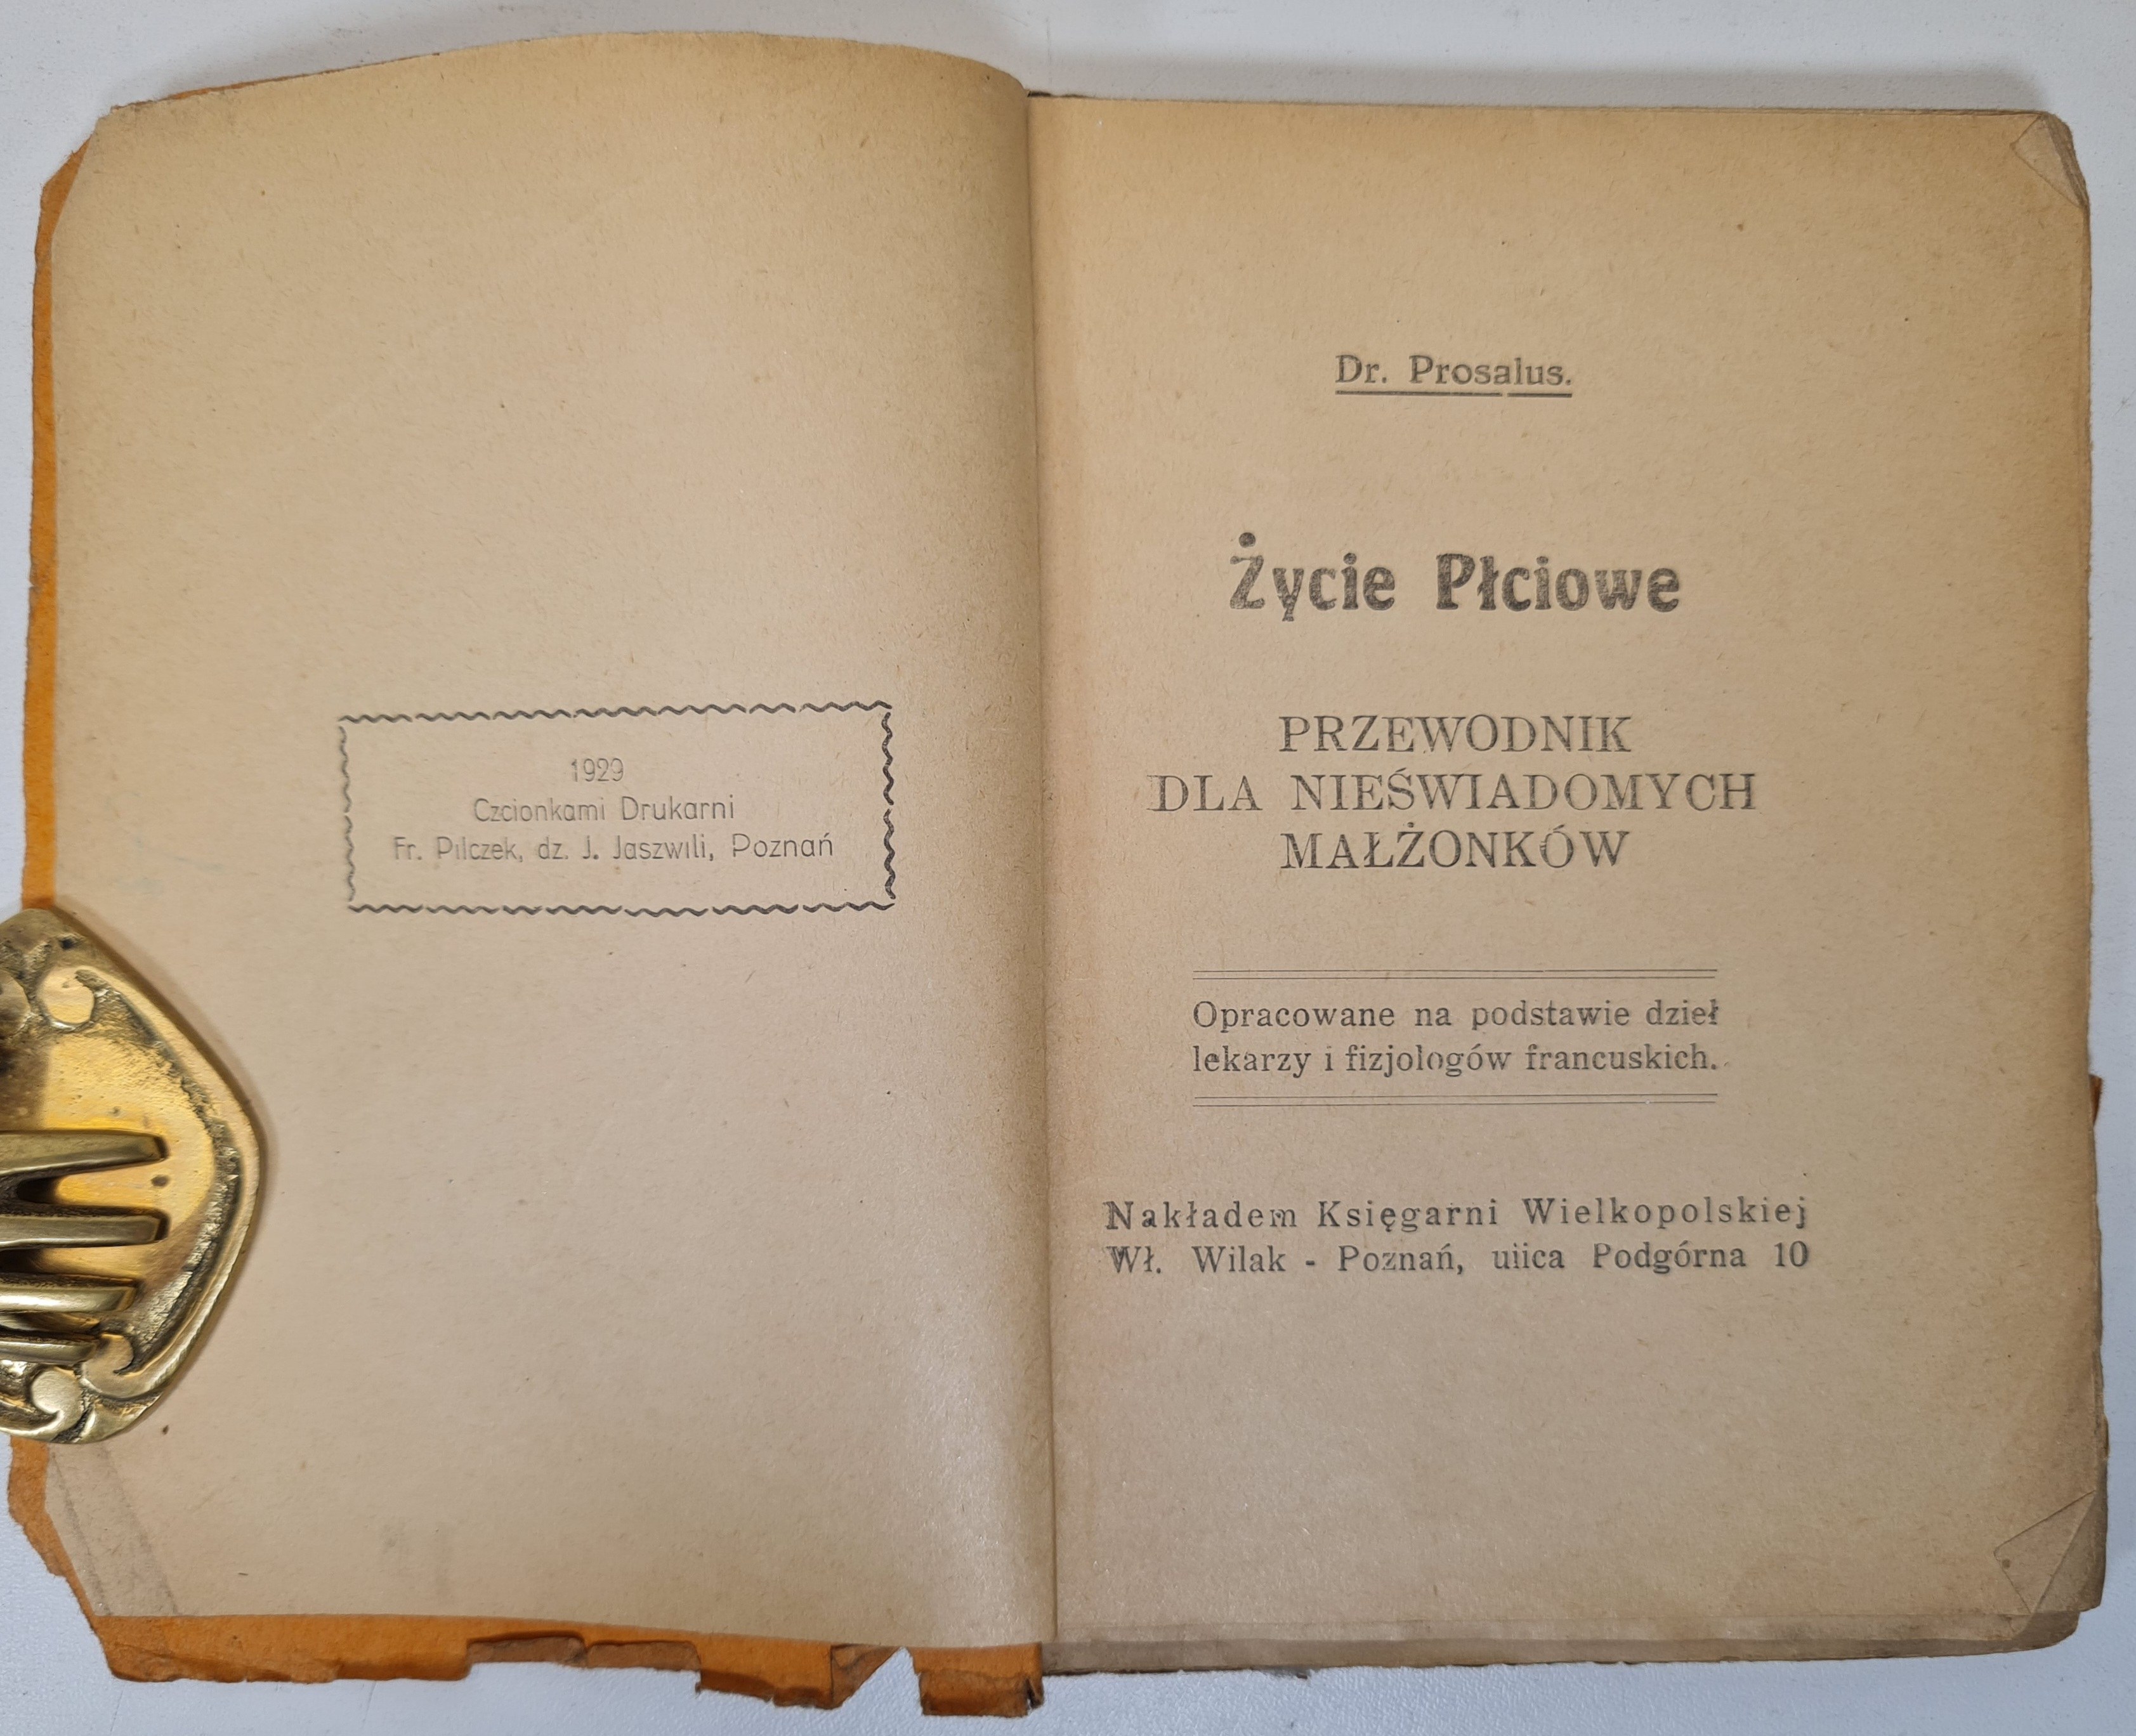 1929
Czcionkami Drukarni
Fr. Pilczek, dz. J. Jaszwili, Poznań
Dr. Prosalus.
Życie Płciowe
PRZEWODNIK
DLA NIEŚWIADOMYCH
MAŁŻONKÓW
Opracowane na podstawie dzieł
lekarzy i fizjologów francuskich.
Nakładem Księgarni Wielkopolskiej
Wł. Wilak - Poznań, uiica Podgórna 10